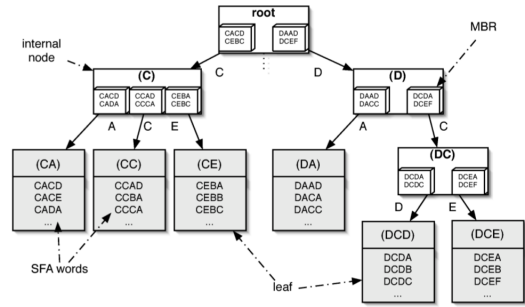 root
CACD
CEBC
DAAD
DCEF
MBR
internal
node
(C)
C
D
(D)
CACD
CADA
CCAD
CCCA
CEBA
CEBC
DAAD
DACC
DCDA
DCEF
A
C
E
A
C
(CA)
CACD
CACE
CADA
...
(CC)
CCAD
CCBA
CCCA
...
(CE)
CEBA
CEBB
CEBC
...
(DA)
DAAD
DACA
DACC
...
(DC)
DCDA
DCDC
DCEA
DCEF
D
E
(DCD)
DCDA
DCDB
DCDC
...
(DCE)
DCEA
DCEB
DCEF
...
SFA words
leaf